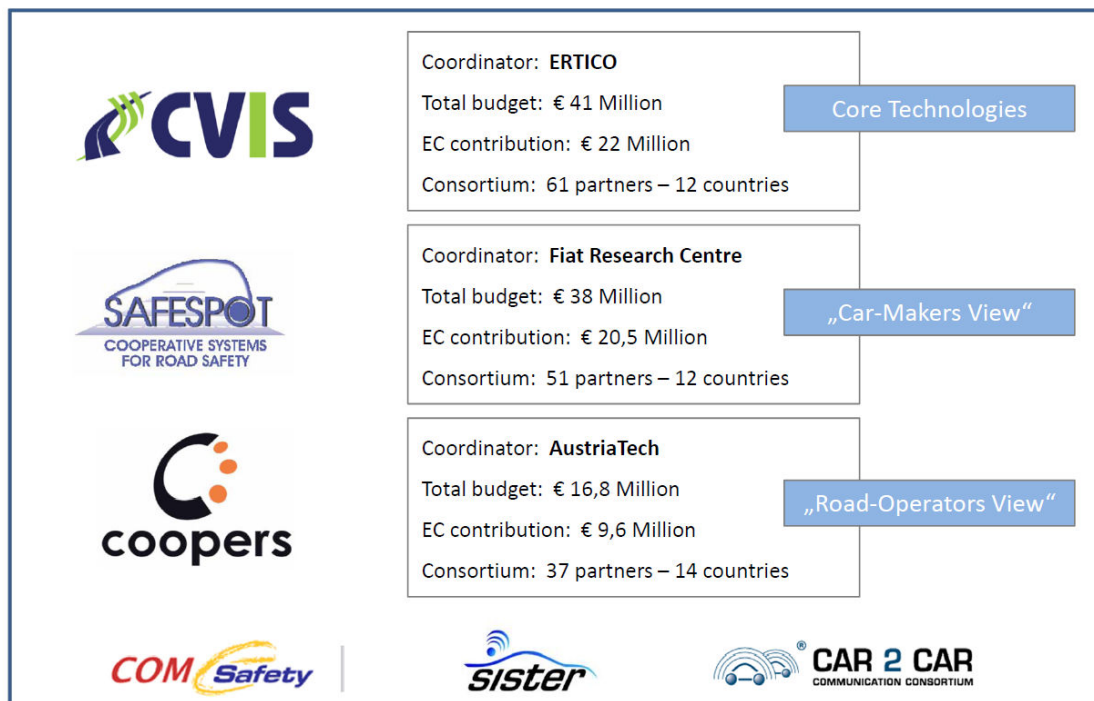 CVIS
Coordinator: ERTICO
Total budget: € 41 Million
EC contribution: € 22 Million
Consortium: 61 partners – 12 countries
Core Technologies
SAFESPOT
COOPERATIVE SYSTEMS
FOR ROAD SAFETY
Coordinator: Fiat Research Centre
Total budget: € 38 Million
EC contribution: € 20,5 Million
Consortium: 51 partners – 12 countries
„Car-Makers View“
coopers
Coordinator: AustriaTech
Total budget: € 16,8 Million
EC contribution: € 9,6 Million
Consortium: 37 partners – 14 countries
„Road-Operators View“
COM Safety
sister
® CAR 2 CAR
COMMUNICATION CONSORTIUM